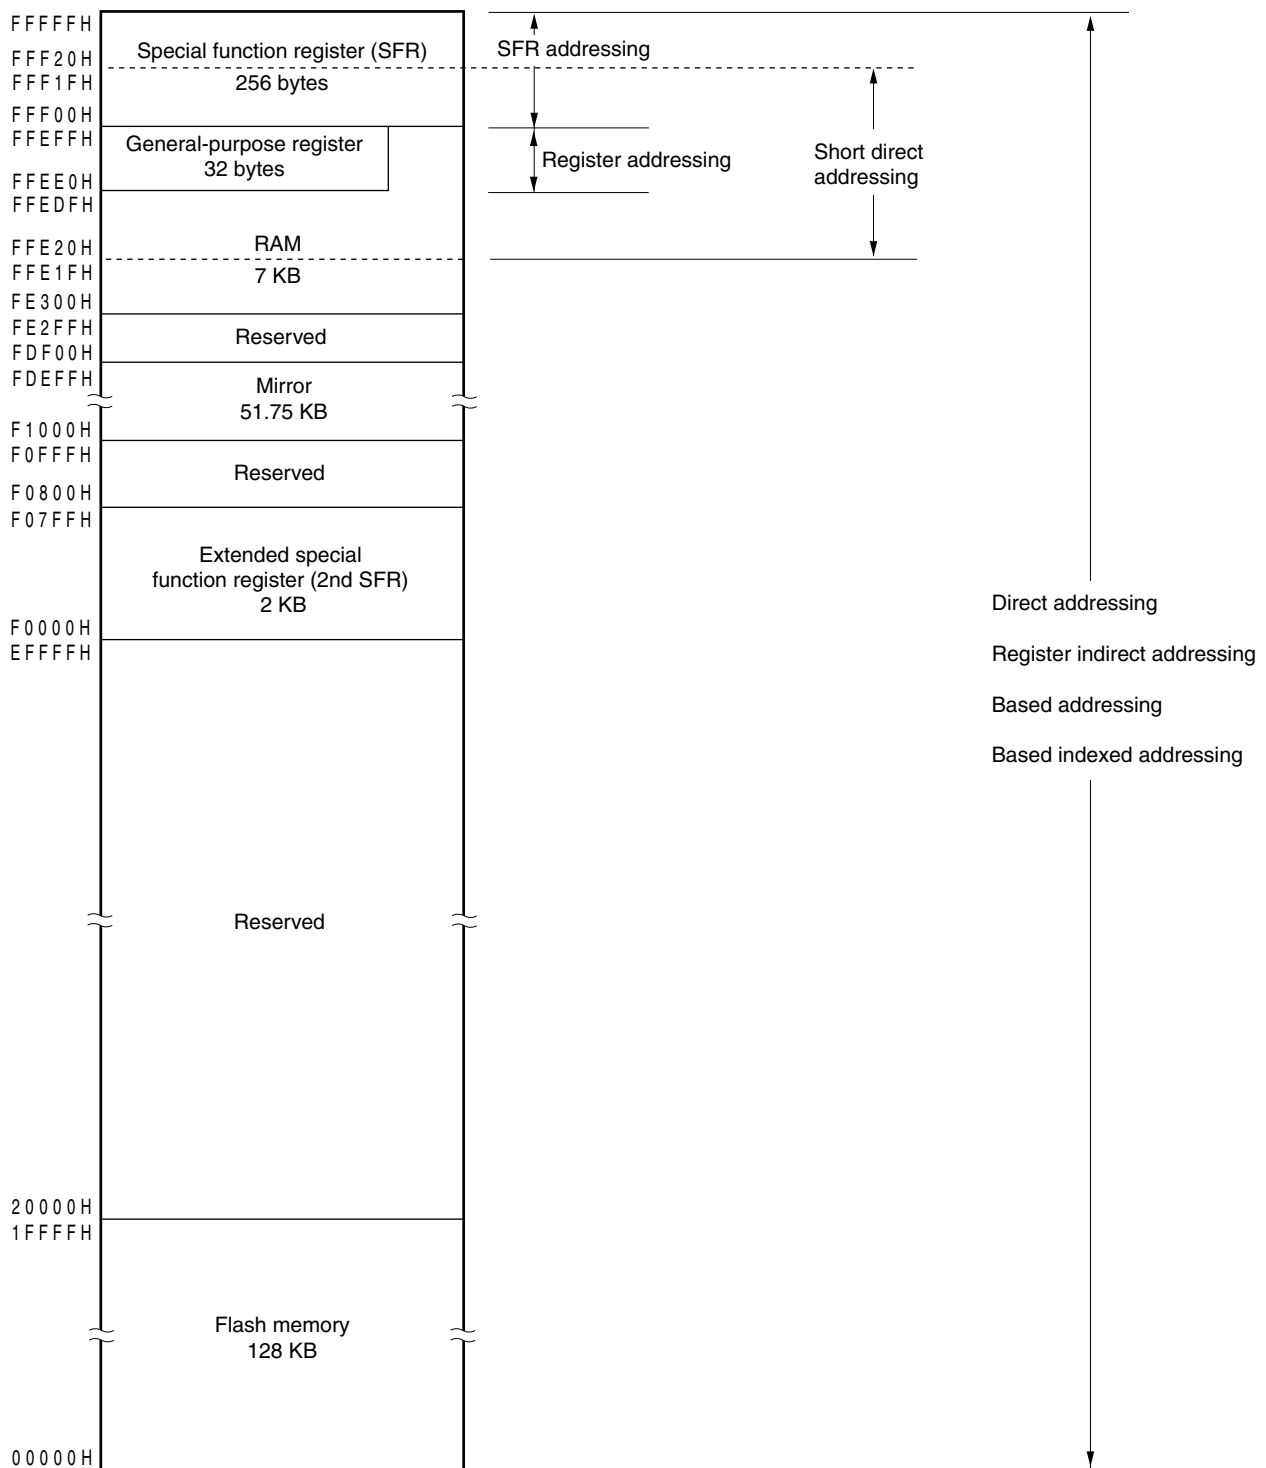 FFFFFH
Special function register (SFR)
SFR addressing
FFF20H
FFF1FH
256 bytes
FFF00H
FFEFFH
General-purpose register
32 bytes
Register addressing
Short direct
addressing
FFEE0H
FFEDFH
RAM
FFE20H
FFE1FH
7 KB
FE300H
FE2FFH
Reserved
FDF00H
FDEFFH
Mirror
51.75 KB
F1000H
F0FFFH
Reserved
F0800H
F07FFH
Extended special
function register (2nd SFR)
2 KB
F0000H
EFFFFH
Direct addressing
Register indirect addressing
Based addressing
Based indexed addressing
Reserved
20000H
1FFFFH
Flash memory
128 KB
00000H